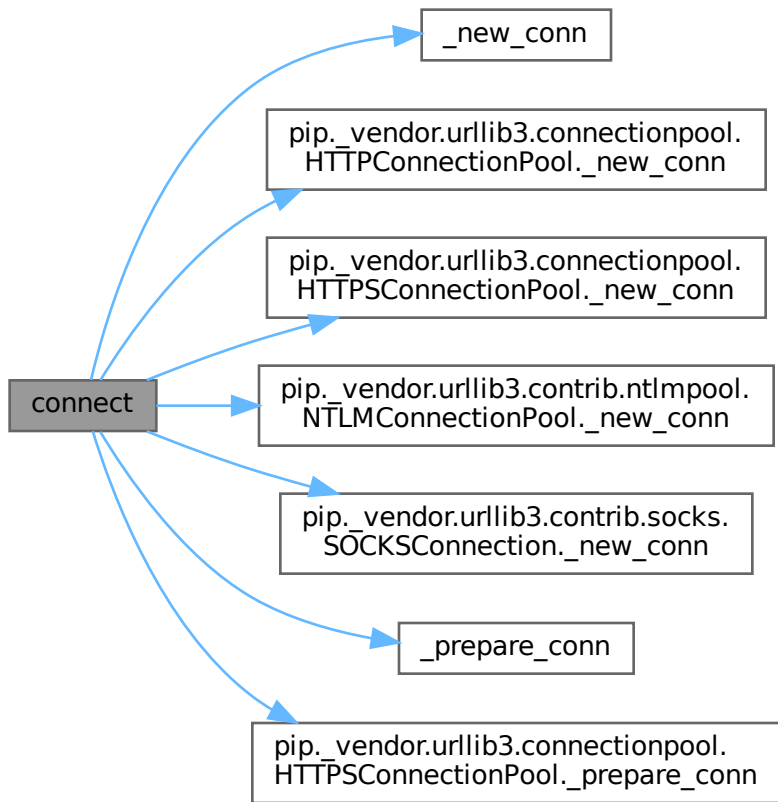 _new_conn
pip._vendor.urllib3.connectionpool.
HTTPConnectionPool._new_conn
pip._vendor.urllib3.connectionpool.
HTTPSConnectionPool._new_conn
connect
pip._vendor.urllib3.contrib.ntlmpool.
NTLMConnectionPool._new_conn
pip._vendor.urllib3.contrib.socks.
SOCKSConnection._new_conn
_prepare_conn
pip._vendor.urllib3.connectionpool.
HTTPSConnectionPool._prepare_conn